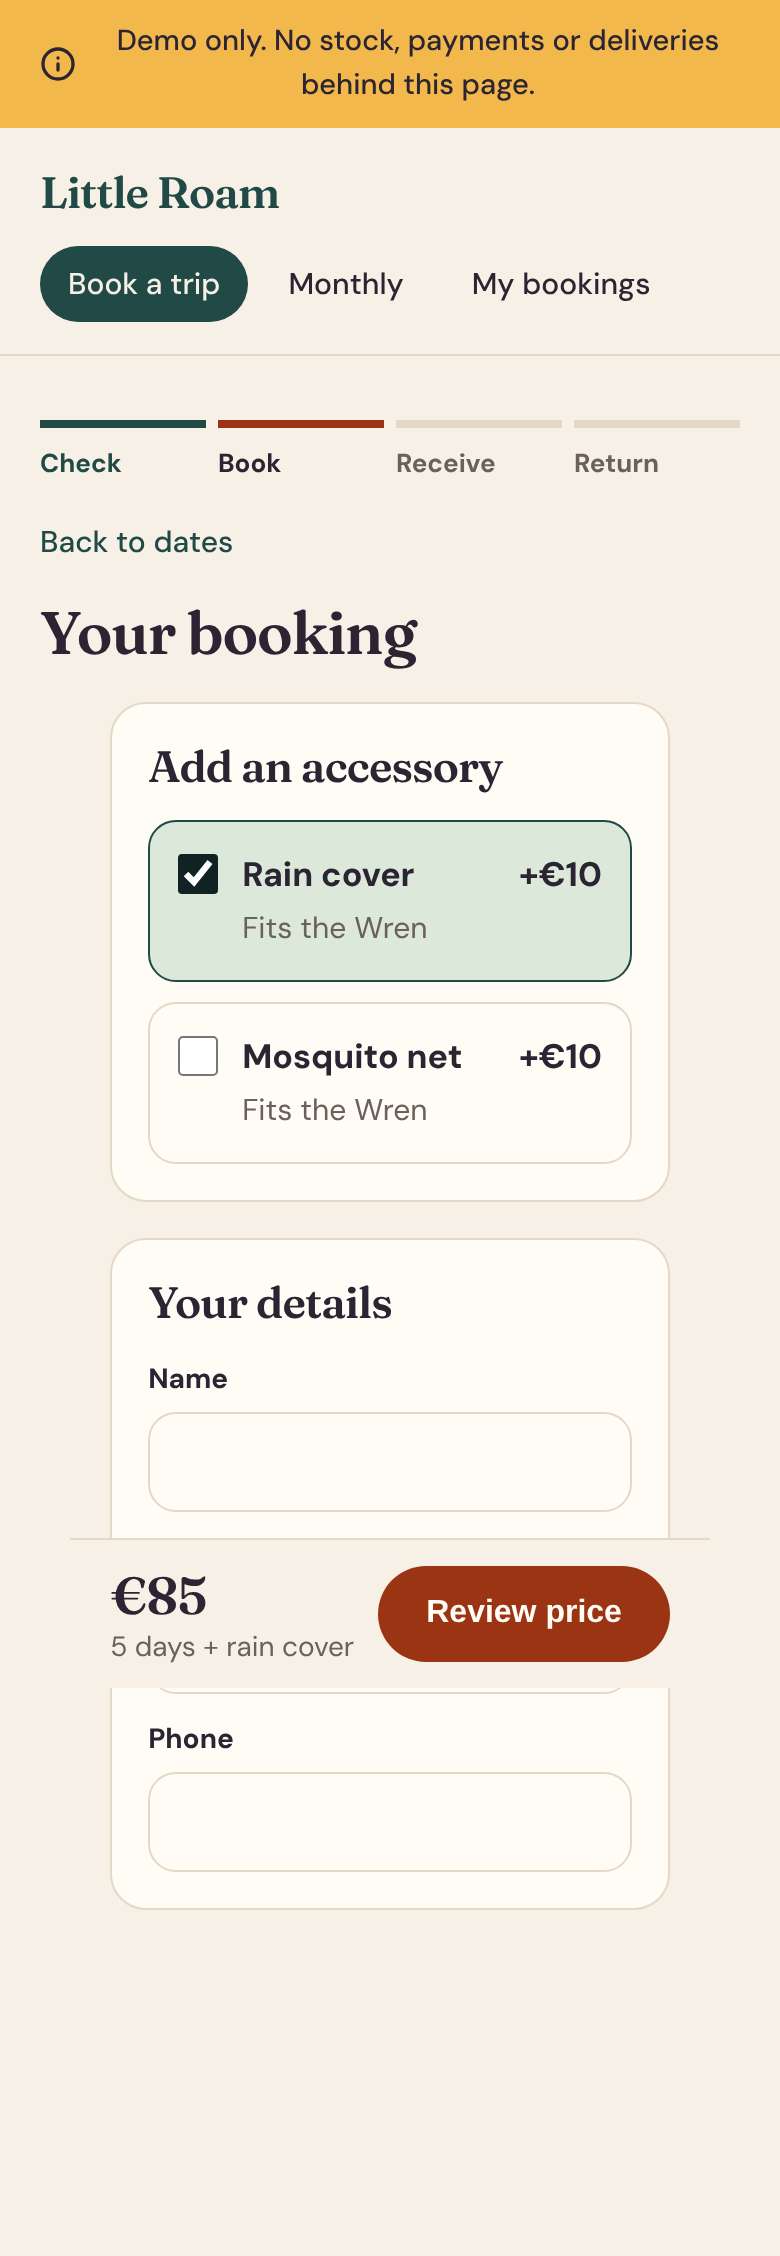 Demo only. No stock, payments or deliveries
behind this page.
Little Roam
Book a trip
Monthly
My bookings
Check
Book
Receive
Return
Back to dates
Your booking
Add an accessory
Rain cover +€10
Fits the Wren
Mosquito net +€10
Fits the Wren
Your details
Name
€85
5 days + rain cover
Review price
Phone